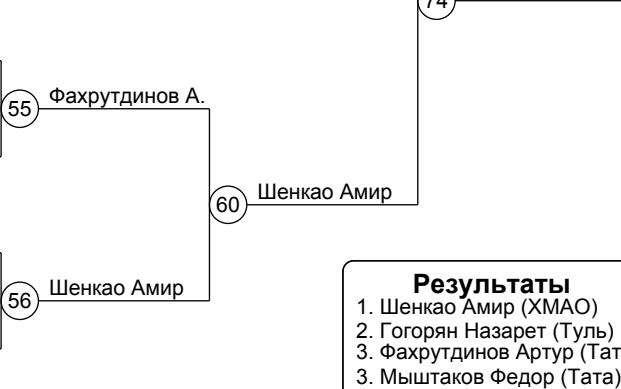 74
55 Фахрутдинов А.
60 Шенкао Амир
56 Шенкао Амир
Результаты
1. Шенкао Амир (ХМАО)
2. Гогорян Назарет (Туль)
3. Фахрутдинов Артур (Тат
3. Мыштаков Федор (Тата)